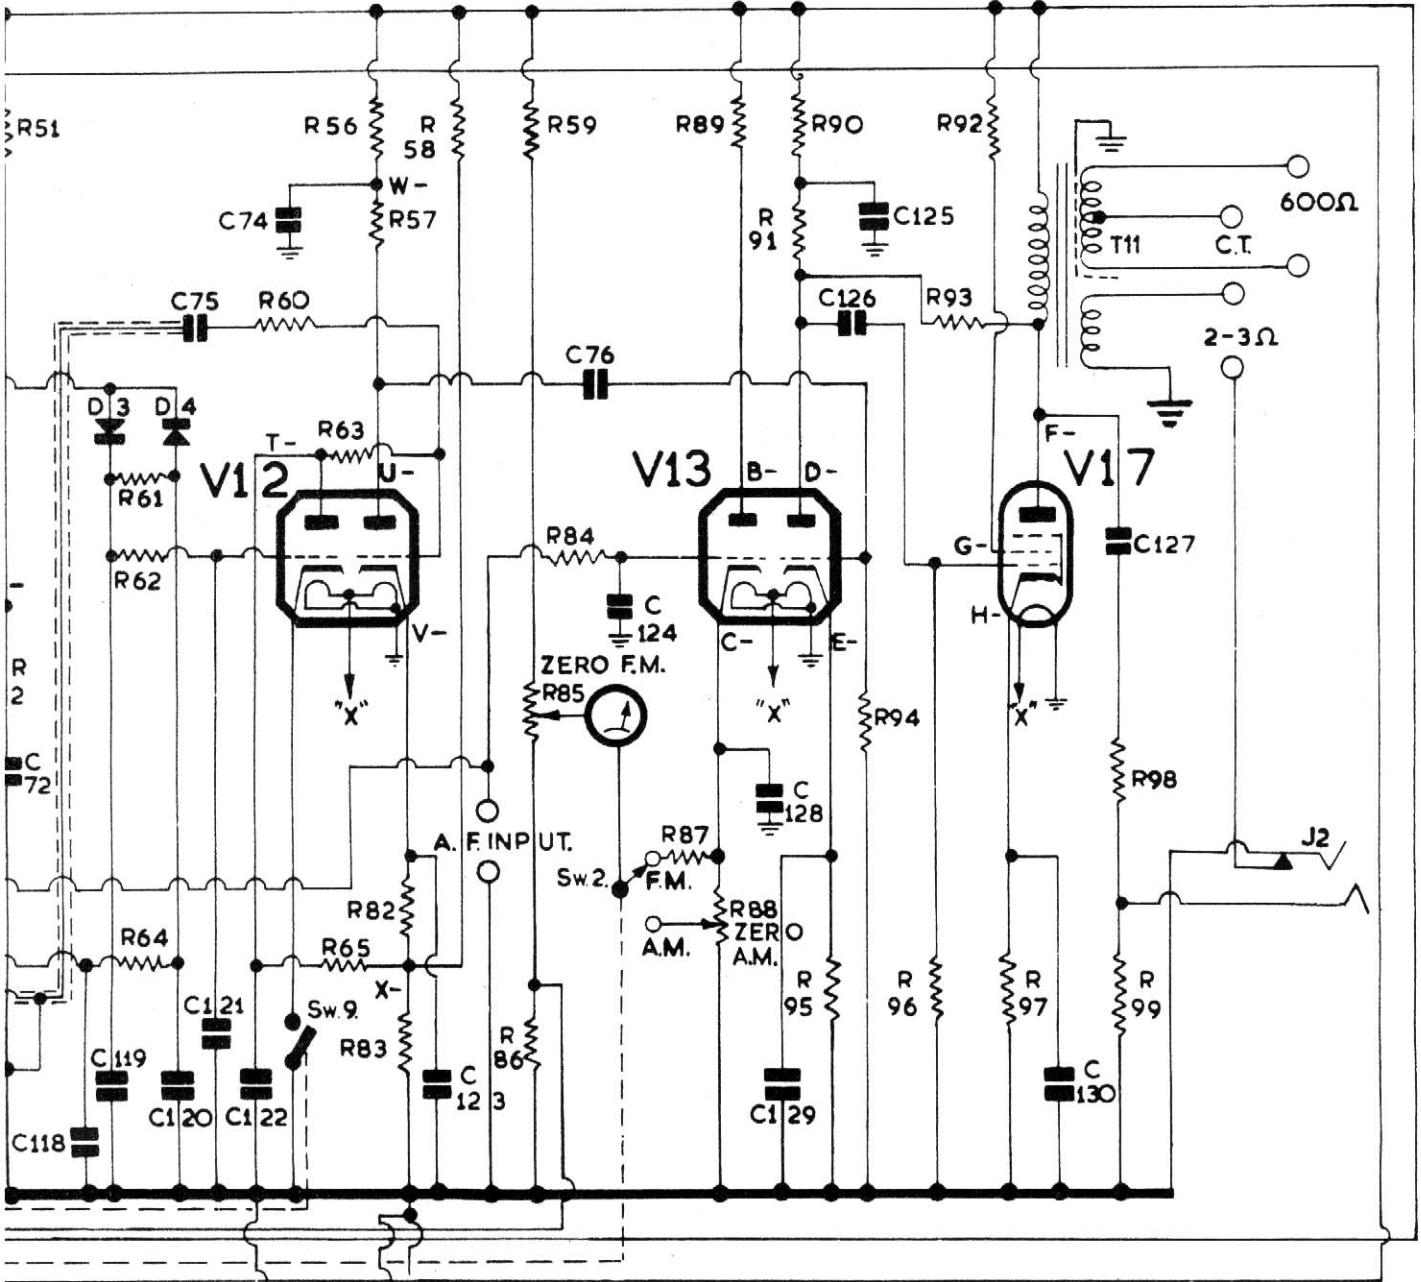 R51
R56
R
58
R59
R89
R90
R92
W-
C74
R57
R
91
C125
T11
600Ω
C.T.
C75
R60
C126
R93
2-3Ω
C76
D 3
D 4
T-
R63
U-
F-
V12
V13
B-
D-
V17
R61
R84
G-
C127
R62
C
124
H-
V-
C-
E-
R
2
ZERO F.M.
R85
"X"
"X"
"X"
R94
C
72
C
128
R98
A. F. INPUT.
R87
J2
Sw.2.
F.M.
R82
R88
ZERO
A.M.
A.M.
R64
R65
X-
R
95
R
96
R
97
R
99
C121
Sw.9.
R83
R
86
C119
C
123
C
130
C120
C122
C129
C118